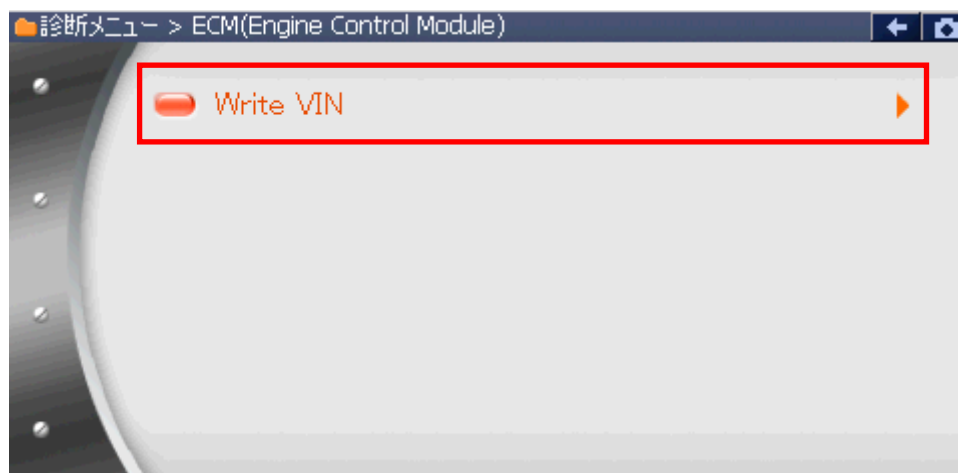 診断メニュー > ECM(Engine Control Module)
Write VIN